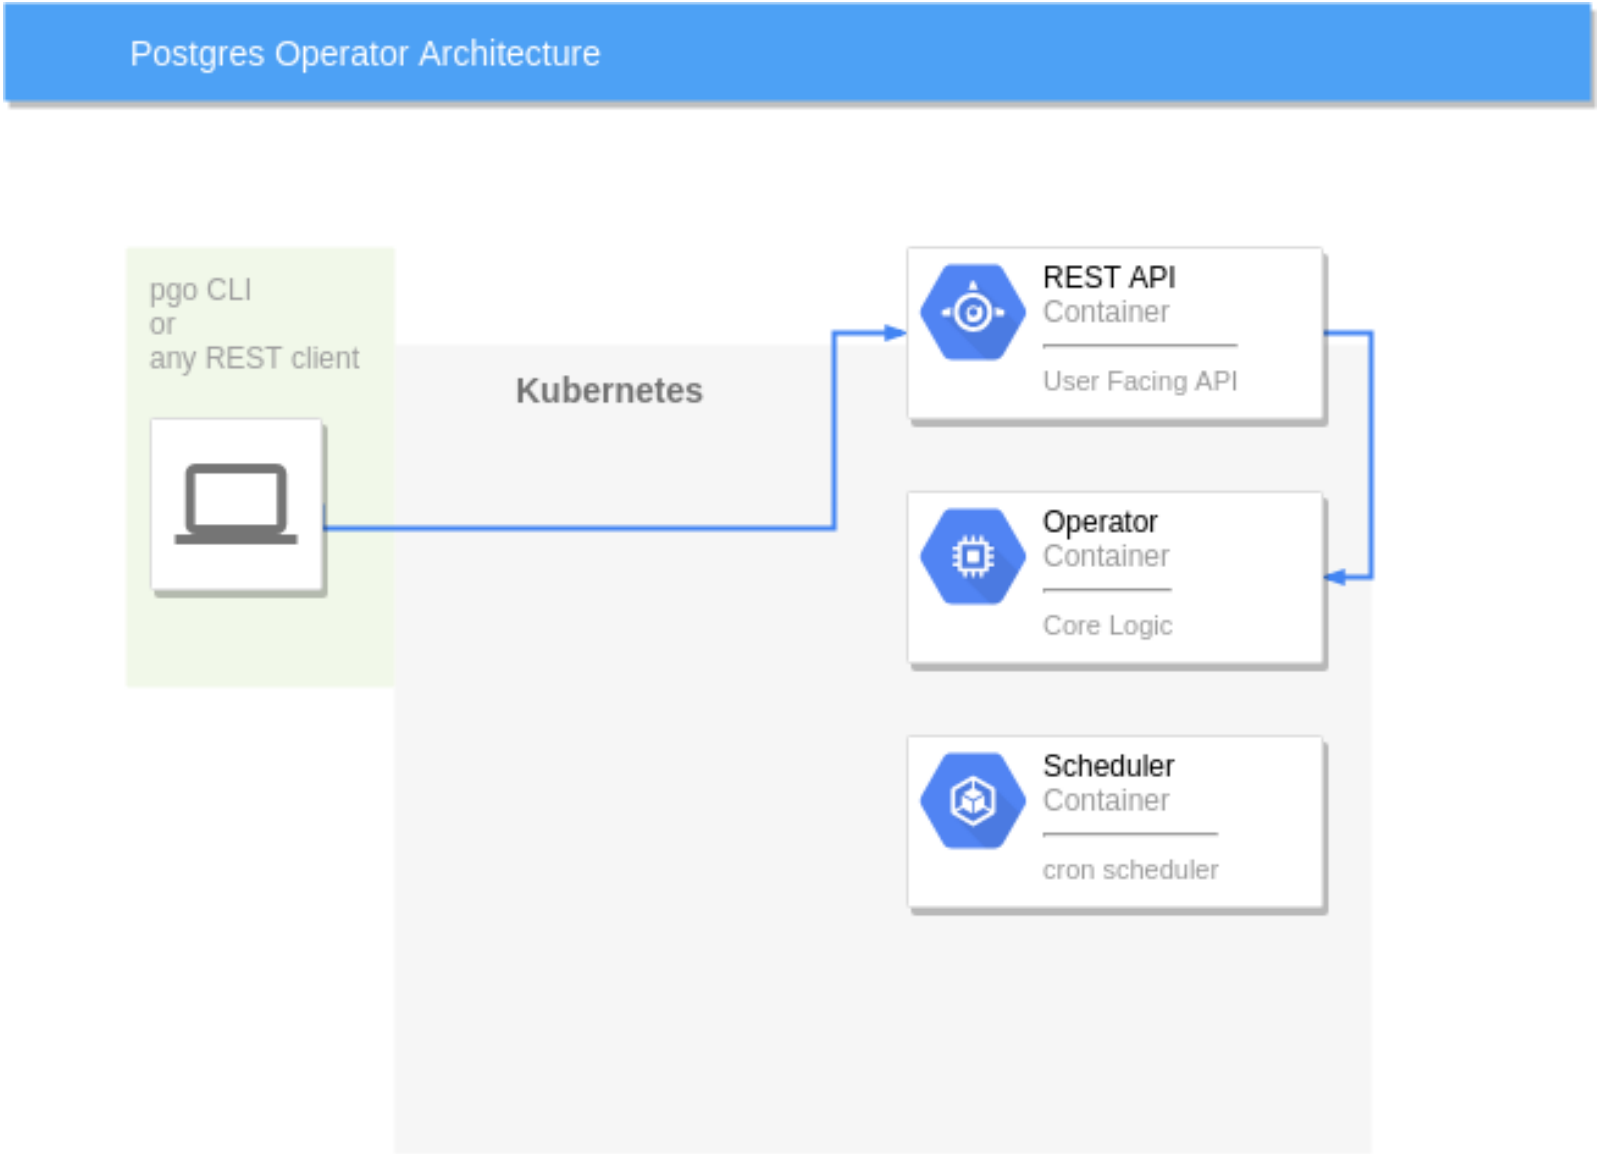 Postgres Operator Architecture
pgo CLI
or
any REST client
Kubernetes
REST API
Container
User Facing API
Operator
Container
Core Logic
Scheduler
Container
cron scheduler